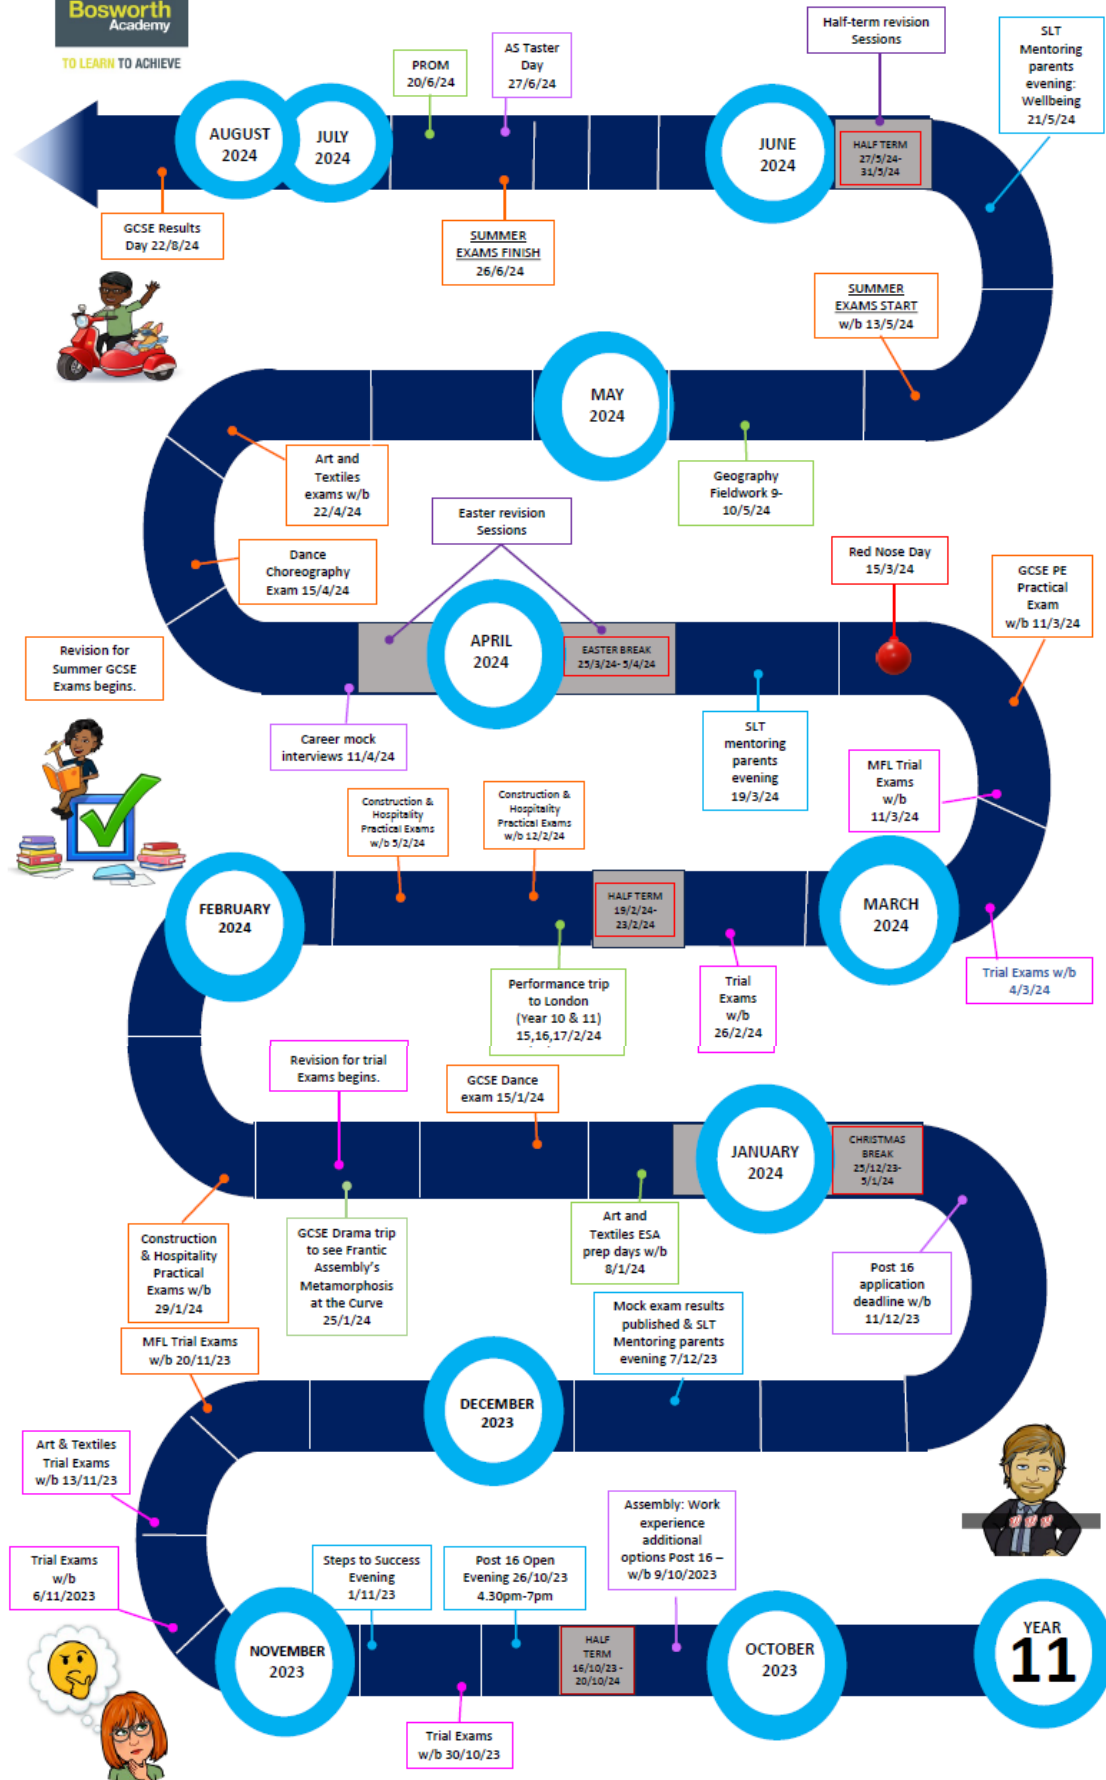 Bosworth
Academy
TO LEARN TO ACHIEVE
Half-term revision
Sessions
SLT
Mentoring
parents
evening:
Wellbeing
21/5/24
PROM
20/6/24
AS Taster
Day
27/6/24
AUGUST
2024
JULY
2024
JUNE
2024
HALF TERM
27/5/24-
31/5/24
GCSE Results
Day 22/8/24
SUMMER
EXAMS FINISH
26/6/24
SUMMER
EXAMS START
w/b 13/5/24
MAY
2024
Art and
Textiles
exams w/b
22/4/24
Geography
Fieldwork 9-
10/5/24
Easter revision
Sessions
Dance
Choreography
Exam 15/4/24
Red Nose Day
15/3/24
GCSE PE
Practical
Exam
w/b 11/3/24
Revision for
Summer GCSE
Exams begins.
APRIL
2024
EASTER BREAK
25/3/24- 5/4/24
Career mock
interviews 11/4/24
SLT
mentoring
parents
evening
19/3/24
MFL Trial
Exams
w/b
11/3/24
Construction &
Hospitality
Practical Exams
w/b 5/2/24
Construction &
Hospitality
Practical Exams
w/b 12/2/24
FEBRUARY
2024
HALF TERM
19/2/24-
23/2/24
MARCH
2024
Performance trip
to London
(Year 10 & 11)
15,16,17/2/24
Trial
Exams
w/b
26/2/24
Trial Exams w/b
4/3/24
Revision for trial
Exams begins.
GCSE Dance
exam 15/1/24
JANUARY
2024
CHRISTMAS
BREAK
25/12/23-
5/1/24
Construction
& Hospitality
Practical
Exams w/b
29/1/24
GCSE Drama trip
to see Frantic
Assembly's
Metamorphosis
at the Curve
25/1/24
Art and
Textiles ESA
prep days w/b
8/1/24
Post 16
application
deadline w/b
11/12/23
MFL Trial Exams
w/b 20/11/23
Mock exam results
published & SLT
Mentoring parents
evening 7/12/23
DECEMBER
2023
Art & Textiles
Trial Exams
w/b 13/11/23
Assembly: Work
experience
additional
options Post 16 –
w/b 9/10/2023
Trial Exams
w/b
6/11/2023
Steps to Success
Evening
1/11/23
Post 16 Open
Evening 26/10/23
4.30pm-7pm
NOVEMBER
2023
HALF
TERM
16/10/23 -
20/10/24
OCTOBER
2023
YEAR
11
Trial Exams
w/b 30/10/23